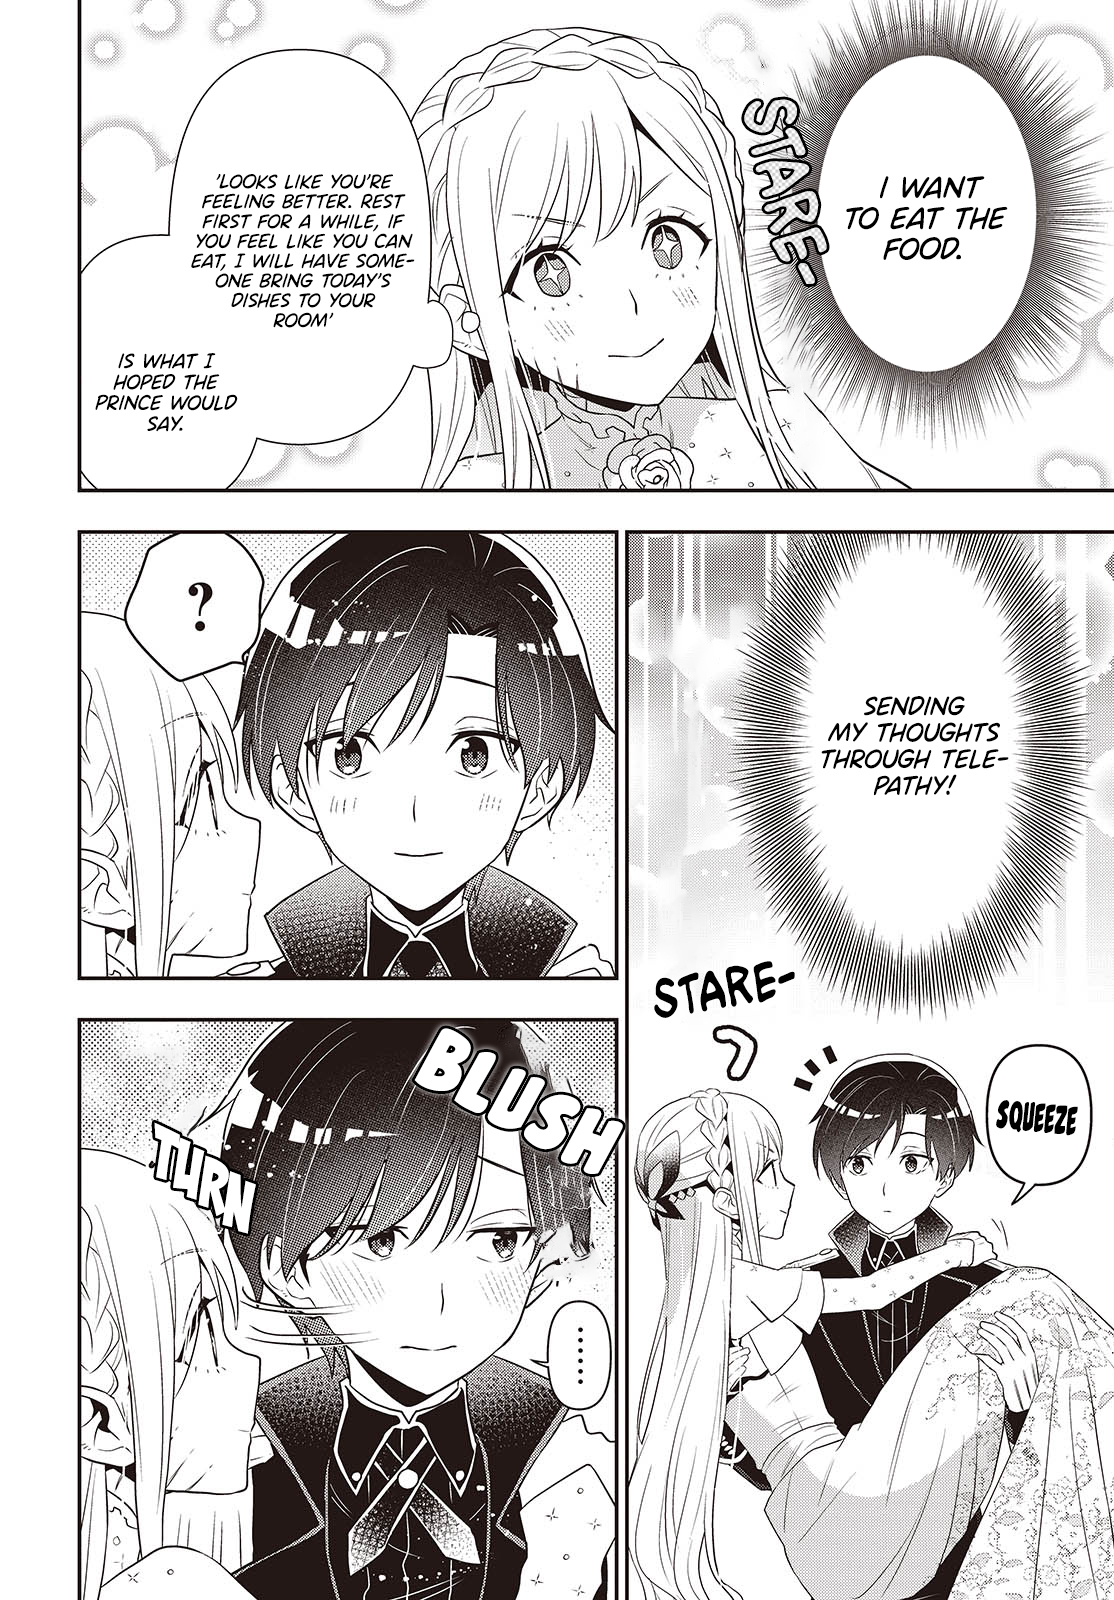 I WANT
TO EAT THE
FOOD.
STARE-
'LOOKS LIKE YOU'RE
FEELING BETTER. REST
FIRST FOR A WHILE, IF
YOU FEEL LIKE YOU CAN
EAT, I WILL HAVE SOME-
ONE BRING TODAY'S
DISHES TO YOUR
ROOM'
IS WHAT I
HOPED THE
PRINCE WOULD
SAY.
SENDING
MY THOUGHTS
THROUGH TELE-
PATHY!
STARE-
SQUEEZE
?
BLUSH
TURN
......